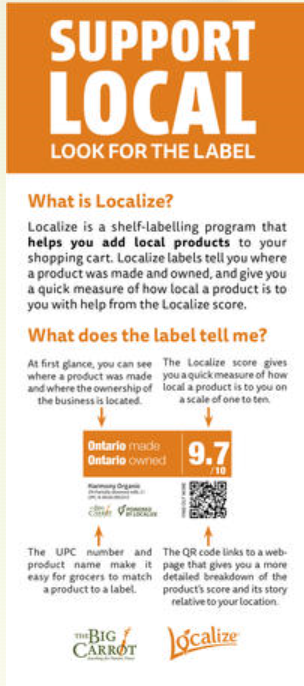 SUPPORT
LOCAL
LOOK FOR THE LABEL
What is Localize?
Localize is a shelf-labelling program that
helps you add local products to your
shopping cart. Localize labels tell you where
a product was made and owned, and give you
a quick measure of how local a product is to
you with help from the Localize score.
What does the label tell me?
At first glance, you can see
where a product was made
and where the ownership of
the business is located.
The Localize score gives
you a quick measure of how
local a product is to you on
a scale of one to ten.
Ontario made
Ontario owned
9.7
/10
Harmony Organic
FIND OUT MORE
THE BIG
CARROT
POWERED
BY LOCALIZE
The UPC number and
product name make it
easy for grocers to match
a product to a label.
The QR code links to a web-
page that gives you a more
detailed breakdown of the
product's score and its story
relative to your location.
THE BIG
CARROT
Localize